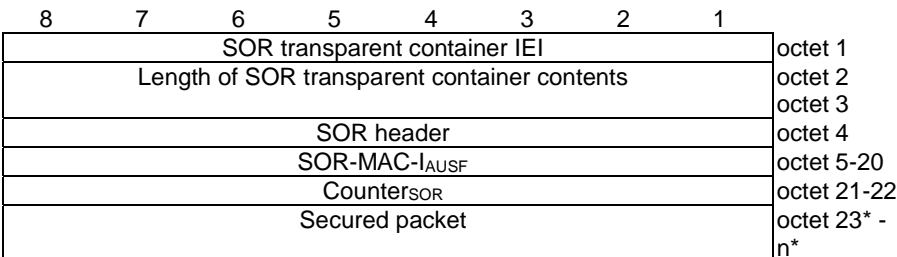 8 7 6 5 4 3 2 1
SOR transparent container IEI octet 1
Length of SOR transparent container contents octet 2
octet 3
SOR header octet 4
SOR-MAC-IAUSF octet 5-20
CounterSOR octet 21-22
Secured packet octet 23* -
n*